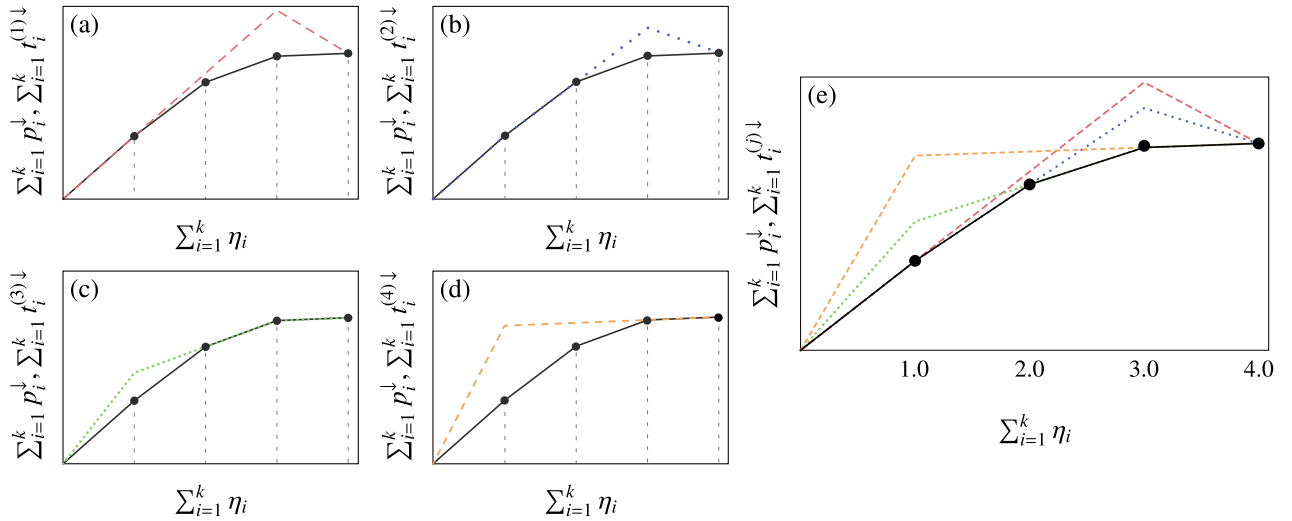 (a)
∑_{i=1}^{k} p_i^↓, ∑_{i=1}^{k} t_i^{(1)↓}
∑_{i=1}^{k} η_i
(b)
∑_{i=1}^{k} p_i^↓, ∑_{i=1}^{k} t_i^{(2)↓}
∑_{i=1}^{k} η_i
(c)
∑_{i=1}^{k} p_i^↓, ∑_{i=1}^{k} t_i^{(3)↓}
∑_{i=1}^{k} η_i
(d)
∑_{i=1}^{k} p_i^↓, ∑_{i=1}^{k} t_i^{(4)↓}
∑_{i=1}^{k} η_i
(e)
∑_{i=1}^{k} p_i^↓, ∑_{i=1}^{k} t_i^{(j)↓}
1.0 2.0 3.0 4.0
∑_{i=1}^{k} η_i